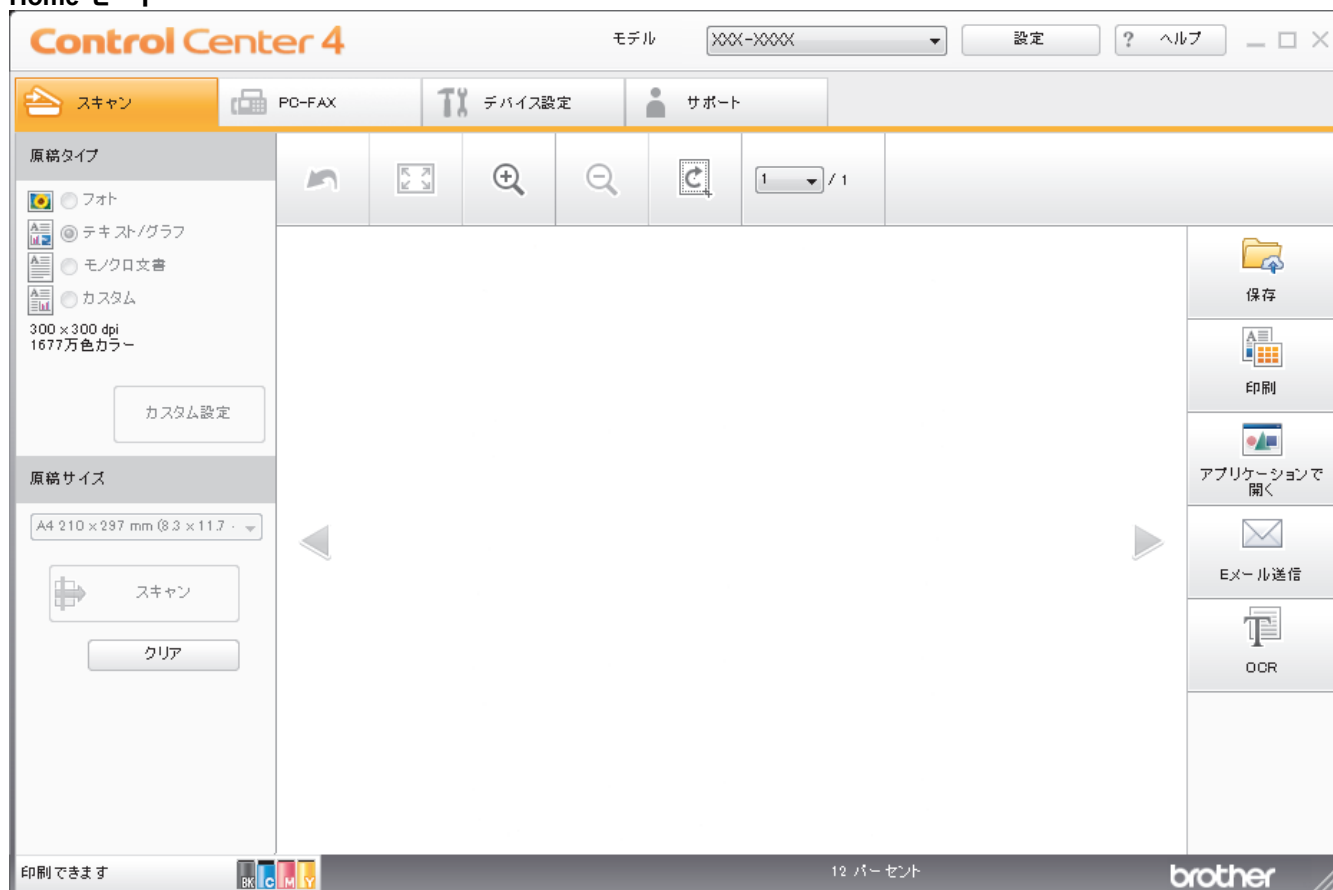 Home モード
Control Center 4
モデル
XXX-XXXX
設定
? ヘルプ
スキャン
PC-FAX
デバイス設定
サポート
原稿タイプ
フォト
テキスト/グラフ
モノクロ文書
カスタム
300 x 300 dpi
1677万色カラー
カスタム設定
原稿サイズ
A4 210 x 297 mm (8.3 x 11.7 ·
スキャン
クリア
1 / 1
保存
印刷
アプリケーションで
開く
Eメール送信
OCR
印刷できます
BK C M Y
12 パーセント
brother